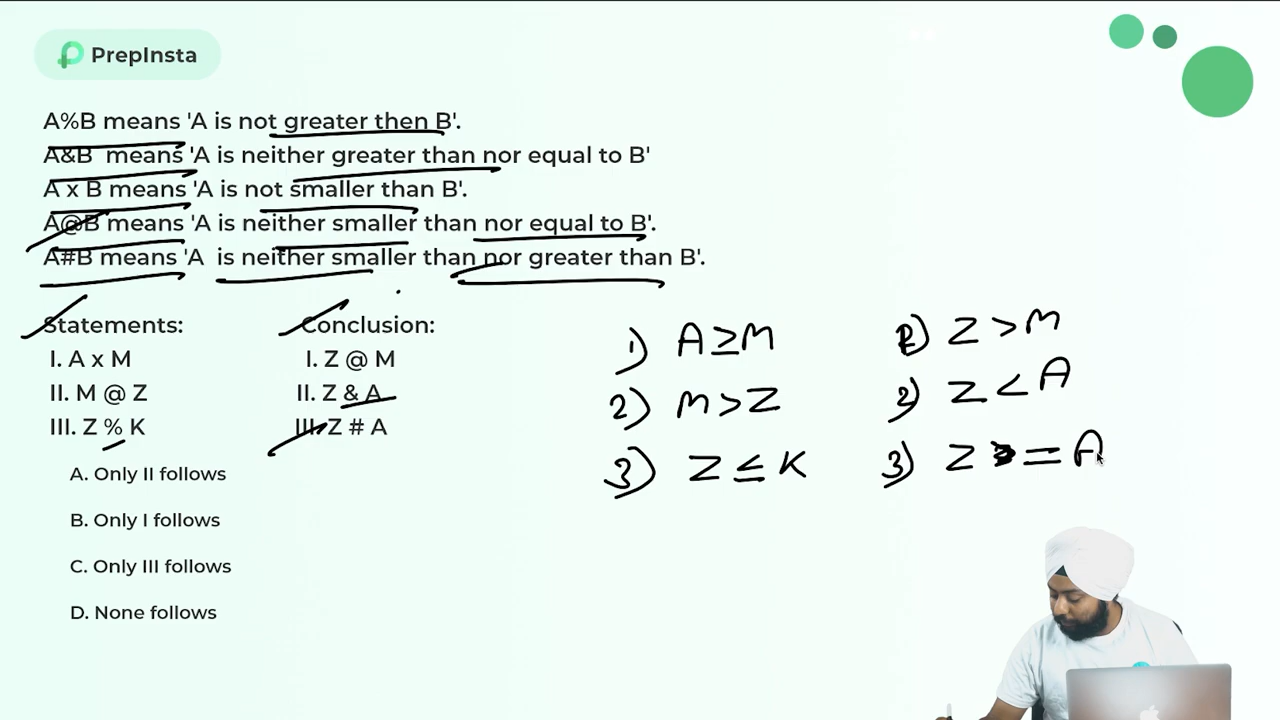 PrepInsta
A%B means 'A is not greater then B'.
A&B means 'A is neither greater than nor equal to B'
A x B means 'A is not smaller than B'.
A@B means 'A is neither smaller than nor equal to B'.
A#B means 'A is neither smaller than nor greater than B'.
Statements:
I. A x M
II. M @ Z
III. Z % K
Conclusion:
I. Z @ M
II. Z & A
III. Z # A
A. Only II follows
B. Only I follows
C. Only III follows
D. None follows
1) A ≥ M
2) M > Z
3) Z ≤ K
Z > M
2) Z < A
3) Z = A